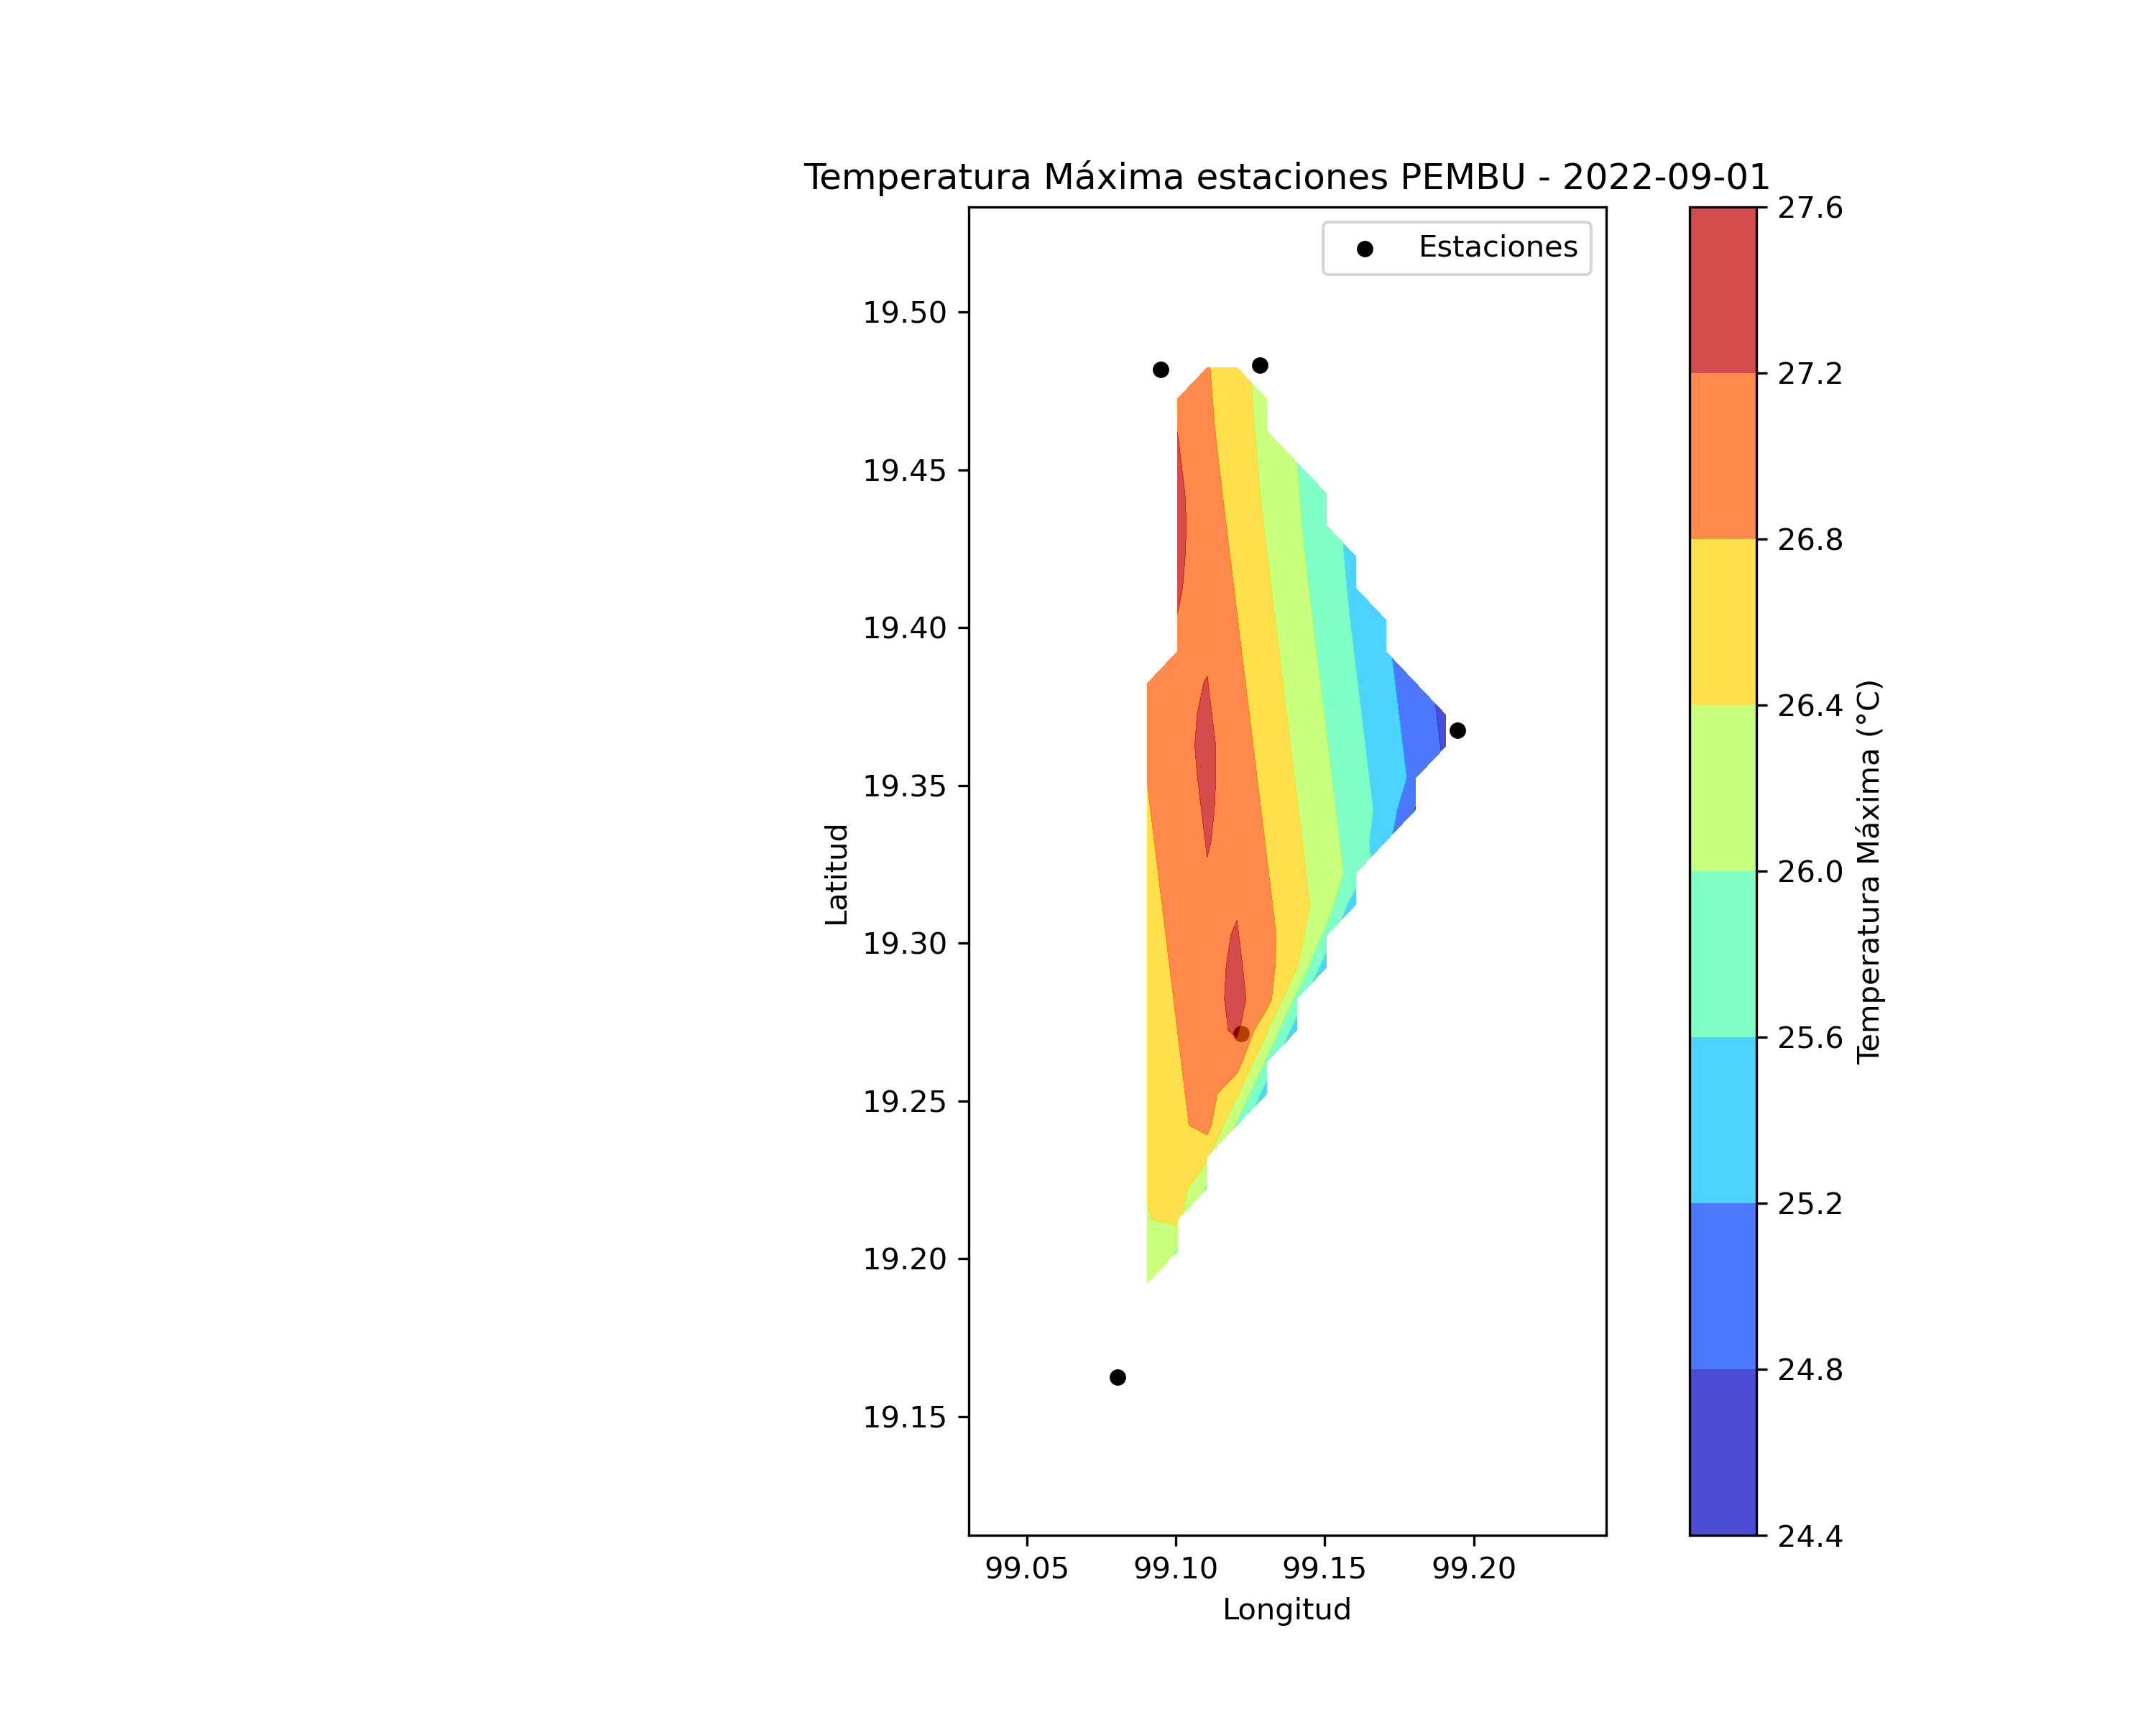 Temperatura Máxima estaciones PEMBU - 2022-09-01
Estaciones
19.50
19.45
19.40
19.35
19.30
19.25
19.20
19.15
Latitud
99.05 99.10 99.15 99.20
Longitud
27.6
27.2
26.8
26.4
26.0
25.6
25.2
24.8
24.4
Temperatura Máxima (°C)